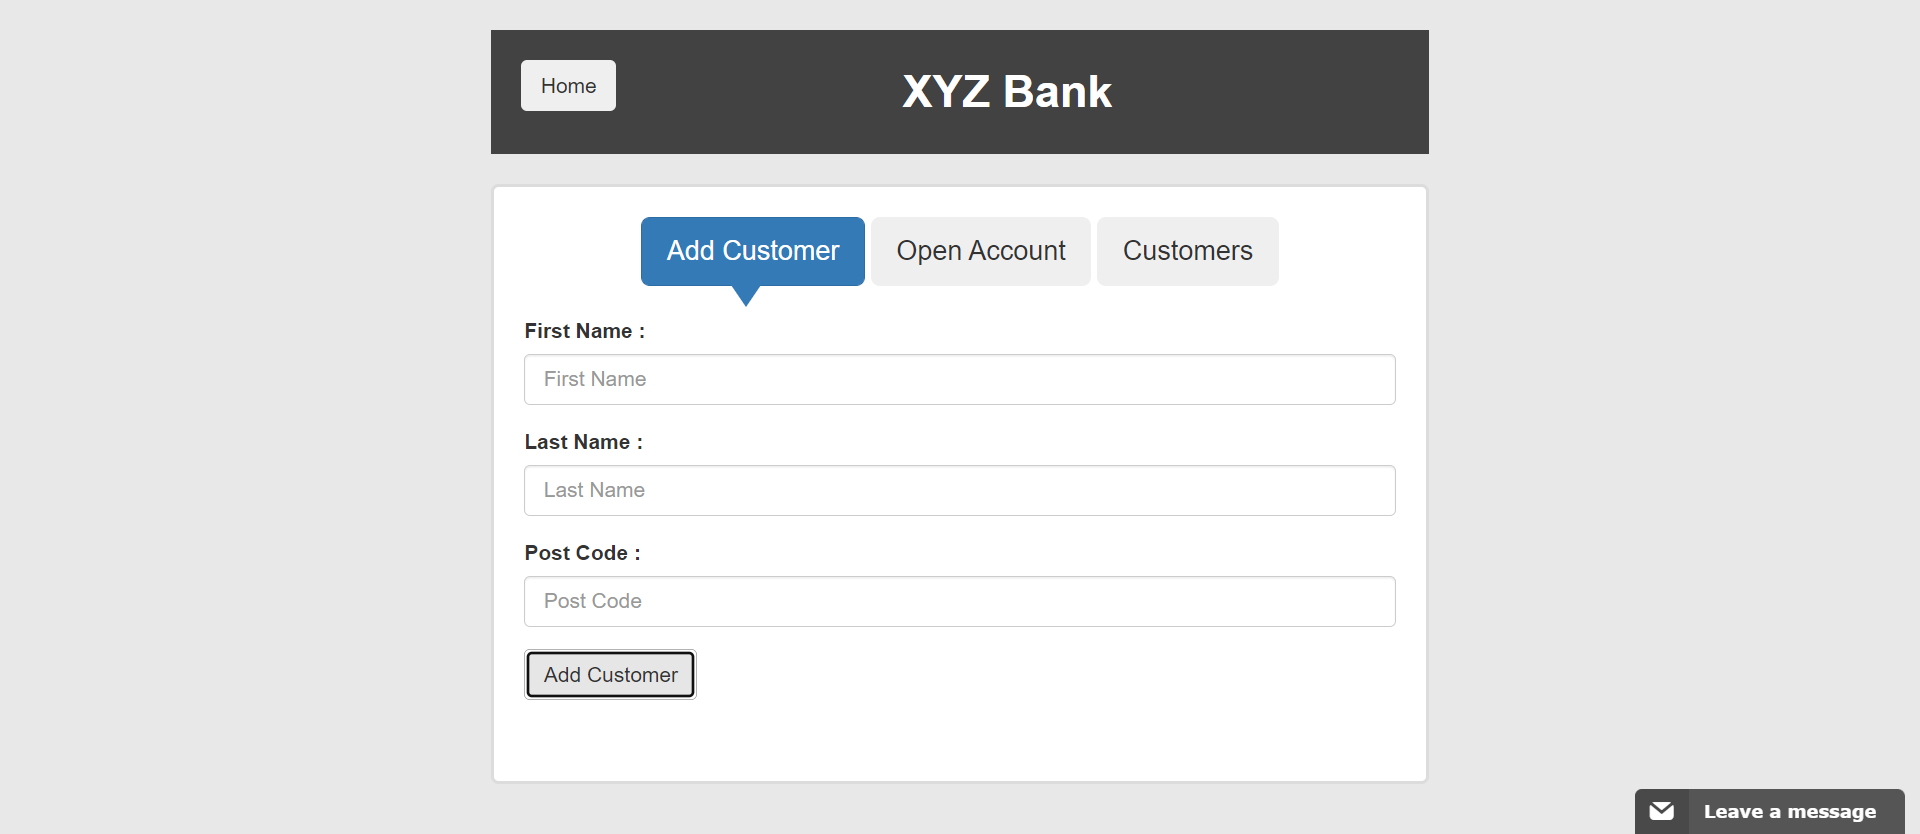 Home
XYZ Bank
Add Customer
Open Account
Customers
First Name :
First Name
Last Name :
Last Name
Post Code :
Post Code
Add Customer
Leave a message